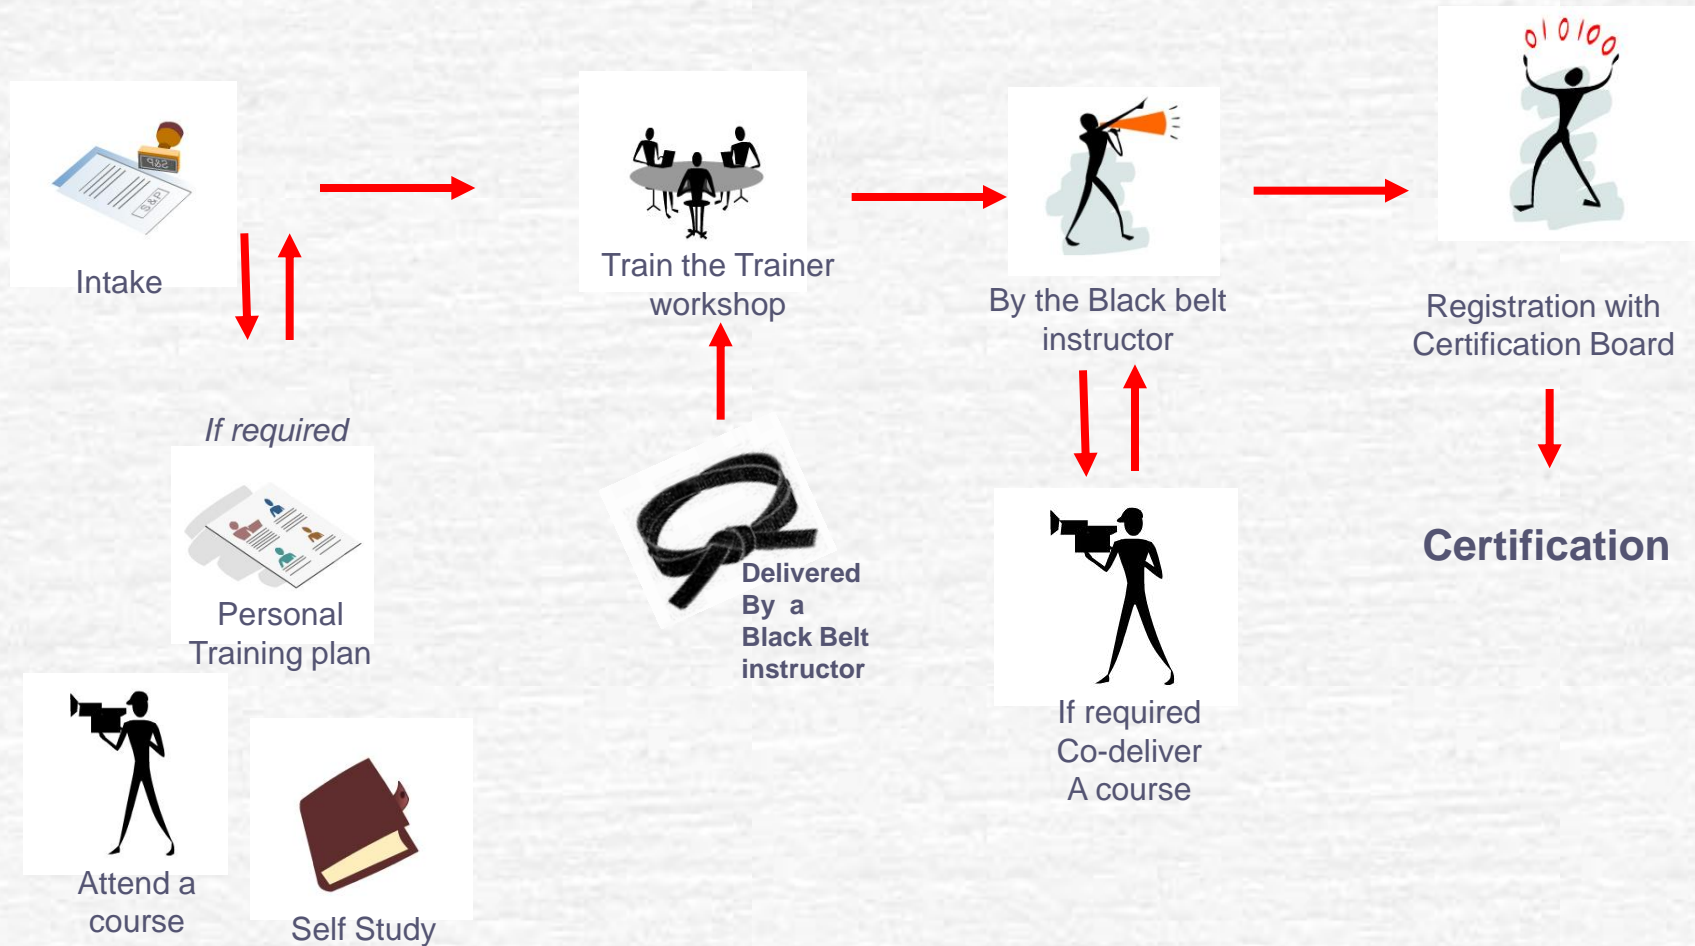 010100
S&P
S&P
Intake
Train the Trainer
workshop
By the Black belt
instructor
Registration with
Certification Board
If required
Personal
Training plan
Delivered
By a
Black Belt
instructor
Certification
If required
Co-deliver
A course
Attend a
course
Self Study